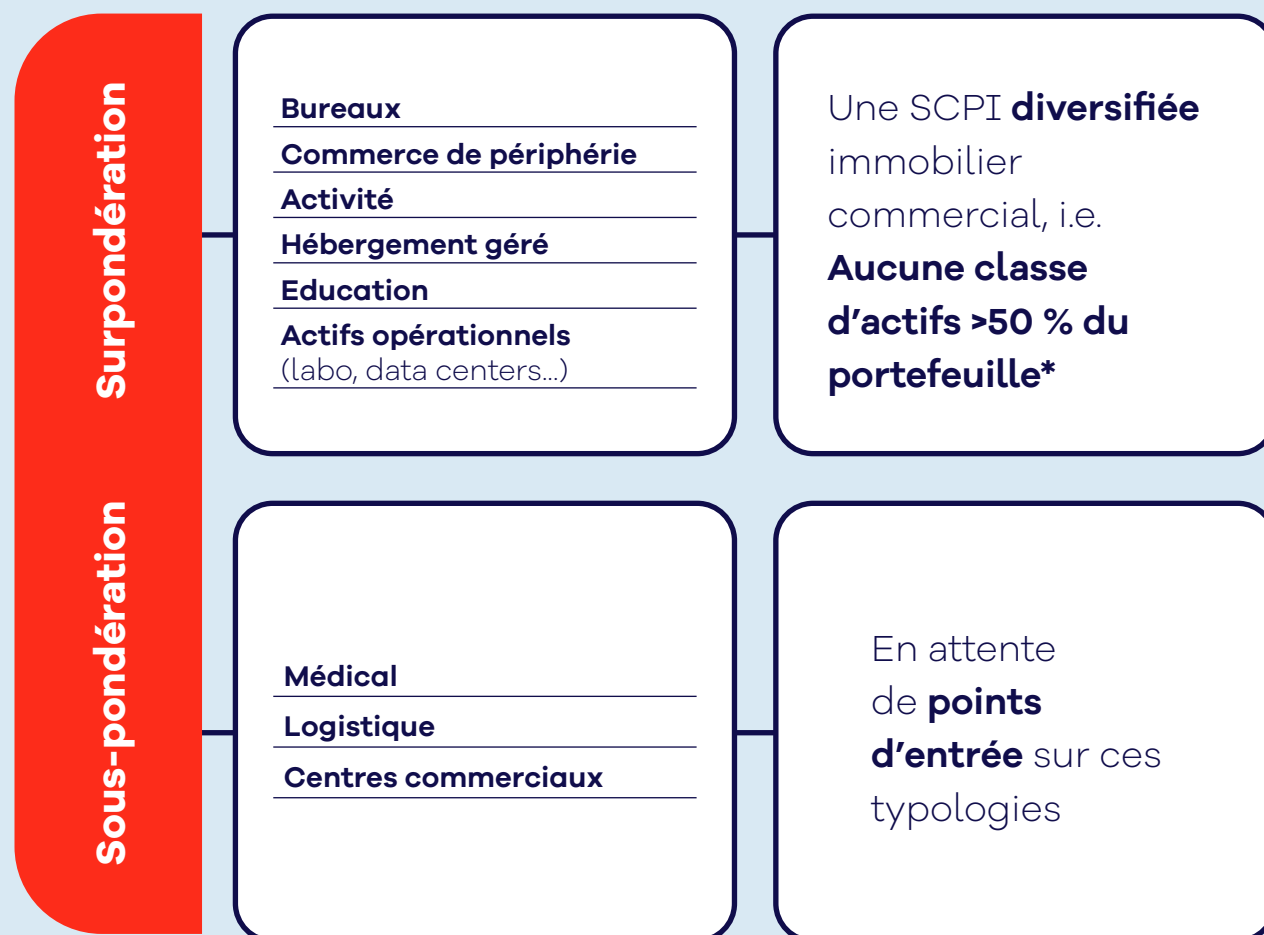 Surpondération
Bureaux
Commerce de périphérie
Activité
Hébergement géré
Education
Actifs opérationnels
(labo, data centers...)
Une SCPI diversifiée
immobilier
commercial, i.e.
Aucune classe
d’actifs >50 % du
portefeuille*
Sous-pondération
Médical
Logistique
Centres commerciaux
En attente
de points
d’entrée sur ces
typologies